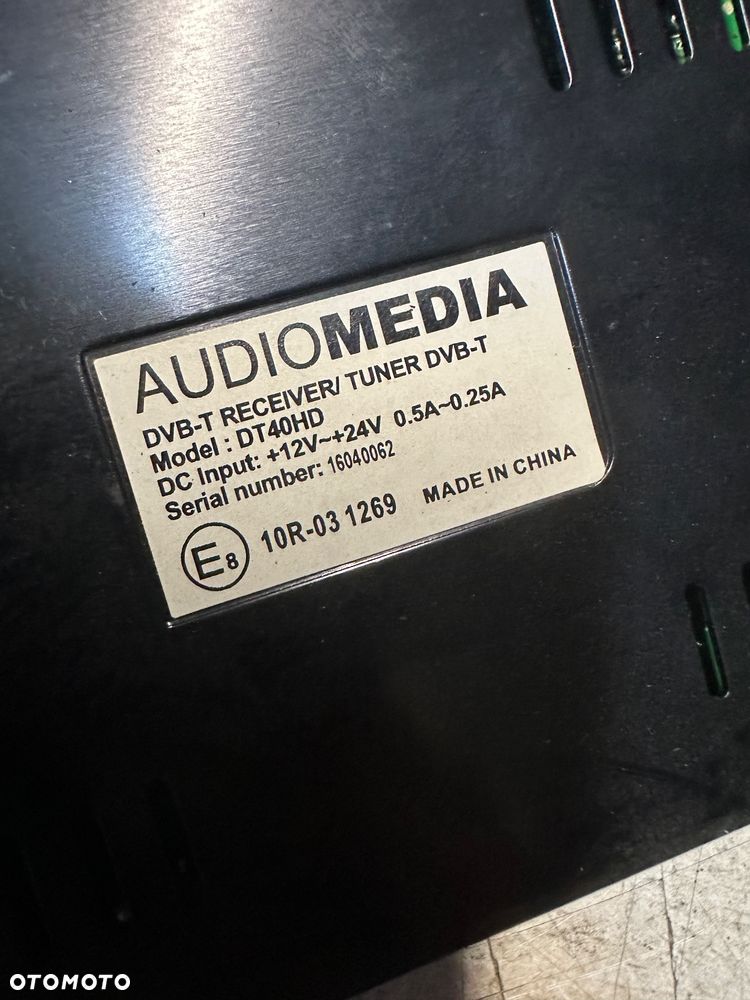 AUDIOMEDIA
DVB-T RECEIVER/ TUNER DVB-T
Model : DT40HD
DC Input: +12V~+24V 0.5A~0.25A
Serial number: 16040062
E8 10R-03 1269 MADE IN CHINA
OTOMOTO